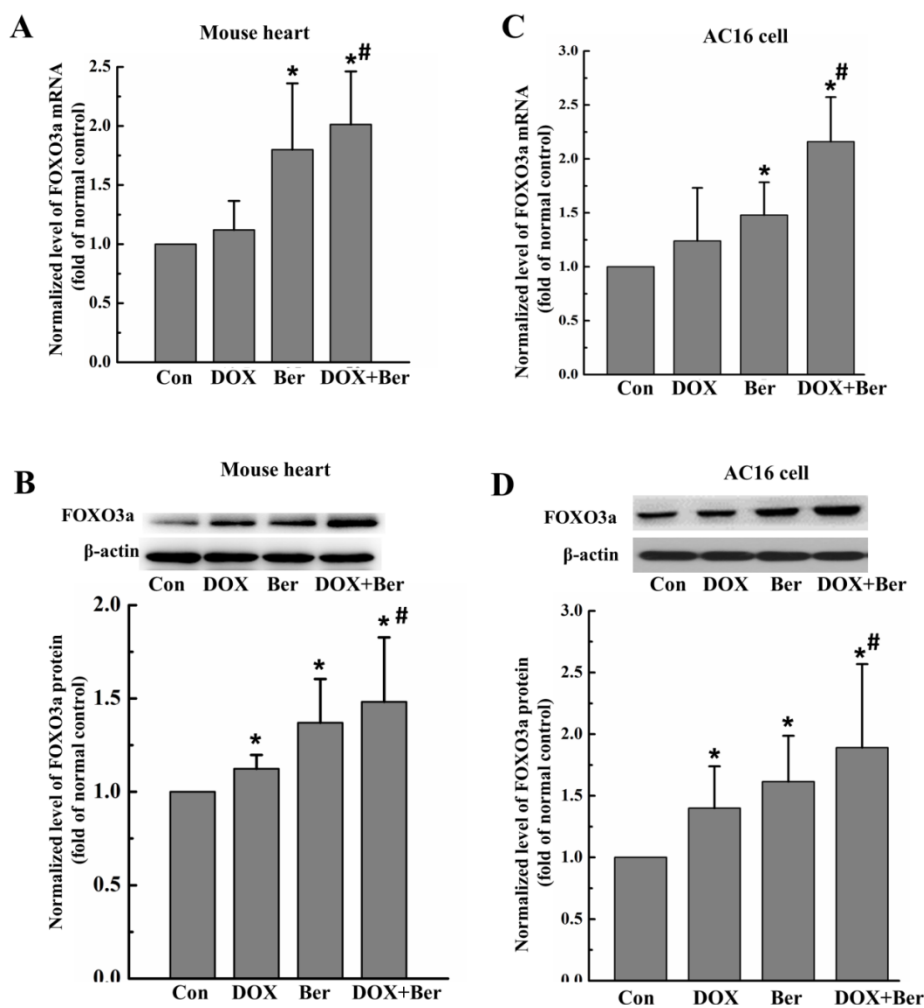 A
Mouse heart
Normalized level of FOXO3a mRNA
(fold of normal control)
2.5
2.0
1.5
1.0
0.5
0.0
*
*#
Con DOX Ber DOX+Ber
C
AC16 cell
Normalized level of FOXO3a mRNA
(fold of normal control)
3.0
2.5
2.0
1.5
1.0
0.5
0.0
*
*#
Con DOX Ber DOX+Ber
B
Mouse heart
FOXO3a
β-actin
Con DOX Ber DOX+Ber
Normalized level of FOXO3a protein
(fold of normal control)
2.0
1.5
1.0
0.5
0.0
*
*
*#
Con DOX Ber DOX+Ber
D
AC16 cell
FOXO3a
β-actin
Con DOX Ber DOX+Ber
Normalized level of FOXO3a protein
(fold of normal control)
3.0
2.5
2.0
1.5
1.0
0.5
0.0
*
*
*#
Con DOX Ber DOX+Ber